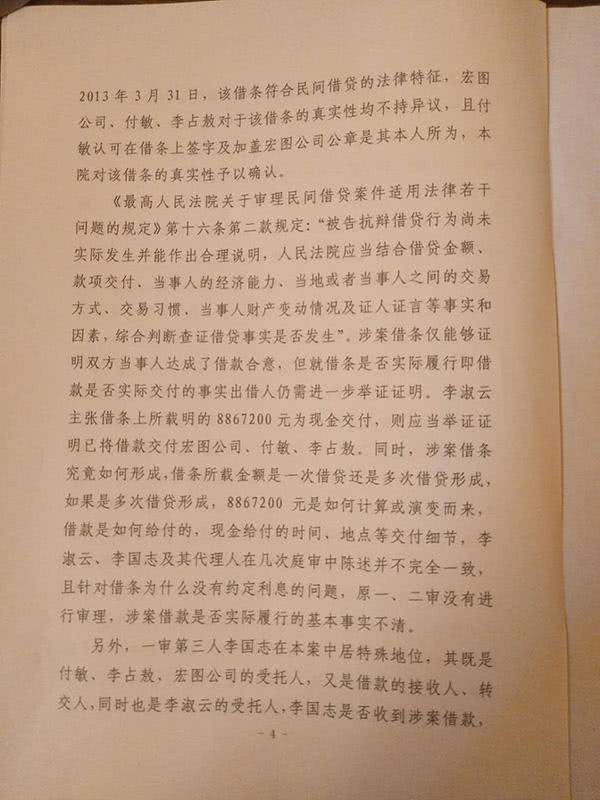 2013年3月31日，该借条符合民间借贷的法律特征，宏图
公司、付敏、李占敖对于该借条的真实性均不持异议，且付
敏认可在借条上签字及加盖宏图公司公章是其本人所为，本
院对该借条的真实性予以确认。
《最高人民法院关于审理民间借贷案件适用法律若干
问题的规定》第十六条第二款规定：“被告抗辩借贷行为尚未
实际发生并能作出合理说明，人民法院应当结合借贷金额、
款项交付、当事人的经济能力、当地或者当事人之间的交易
方式、交易习惯、当事人财产变动情况及证人证言等事实和
因素，综合判断查证借贷事实是否发生”。涉案借条仅能够证
明双方当事人达成了借款合意，但就借条是否实际履行即借
款是否实际交付的事实出借人仍需进一步举证证明。李淑云
主张借条上所载明的8867200元为现金交付，则应当举证证
明已将借款交付宏图公司、付敏、李占敖。同时，涉案借条
究竟如何形成，借条所载金额是一次借贷还是多次借贷形成，
如果是多次借贷形成，8867200元是如何计算或演变而来，
借款是如何给付的，现金给付的时间、地点等交付细节，李
淑云、李国志及其代理人在几次庭审中陈述并不完全一致，
且针对借条为什么没有约定利息的问题，原一、二审没有进
行审理，涉案借款是否实际履行的基本事实不清。
另外，一审第三人李国志在本案中居特殊地位，其既是
付敏、李占敖、宏图公司的受托人，又是借款的接收人、转
交人，同时也是李淑云的受托人，李国志是否收到涉案借款，
- 4 -